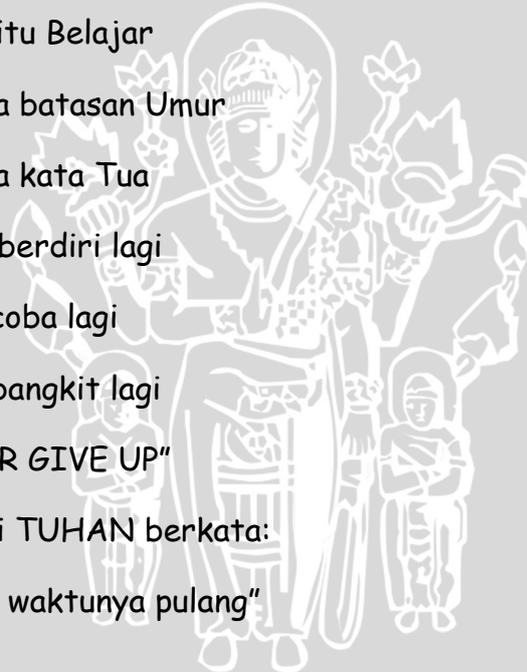 itu Belajar
a batasan Umur
a kata Tua
berdiri lagi
coba lagi
bangkit lagi
R GIVE UP”
i TUHAN berkata:
waktunya pulang”